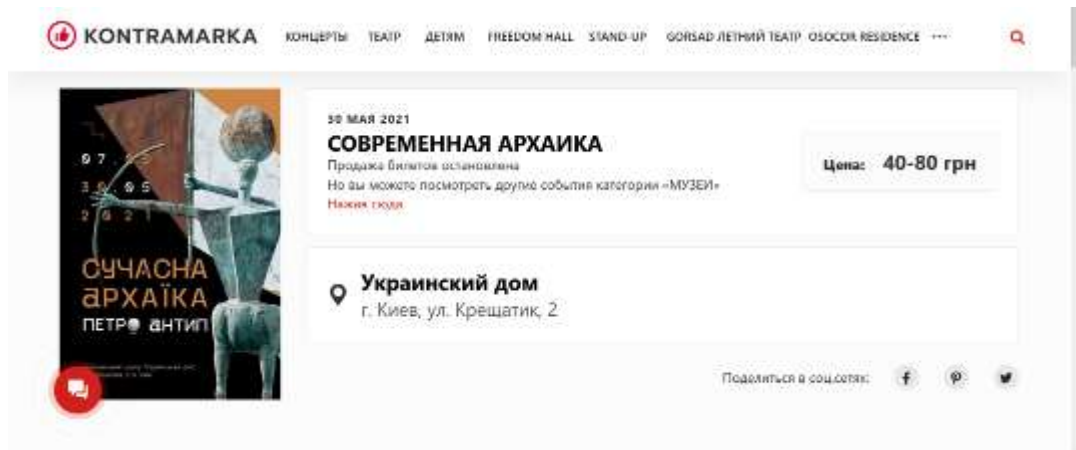 KONTRAMARKA
КОНЦЕРТЫ ТЕАТР ДЕТЯМ FREEDOM HALL STAND-UP GORSAD ЛЕТНИЙ ТЕАТР OSOCOR RESIDENCE ...
30 МАЯ 2021
СОВРЕМЕННАЯ АРХАИКА
Продажа билетов остановлена
Но вы можете посмотреть другие события категории «МУЗЕИ»
Нажмите сюда
Цена: 40-80 грн
07.05
30.05
2021
СУЧАСНА
АРХАЇКА
ПЕТРО АНТИП
Украинский дом
г. Киев, ул. Крещатик, 2
Поделиться в соц.сетях: